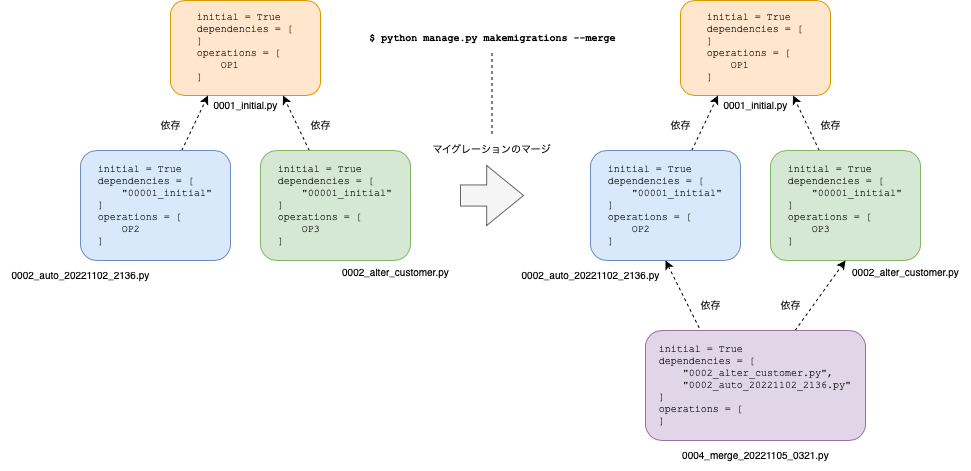 initial = True
dependencies = [
]
operations = [
OP1
]
0001_initial.py
依存
依存
initial = True
dependencies = [
"00001_initial"
]
operations = [
OP2
]
0002_auto_20221102_2136.py
initial = True
dependencies = [
"00001_initial"
]
operations = [
OP3
]
0002_alter_customer.py
$ python manage.py makemigrations --merge
マイグレーションのマージ
initial = True
dependencies = [
]
operations = [
OP1
]
0001_initial.py
依存
依存
initial = True
dependencies = [
"00001_initial"
]
operations = [
OP2
]
0002_auto_20221102_2136.py
initial = True
dependencies = [
"00001_initial"
]
operations = [
OP3
]
0002_alter_customer.py
依存
依存
initial = True
dependencies = [
"0002_alter_customer.py",
"0002_auto_20221102_2136.py"
]
operations = [
]
0004_merge_20221105_0321.py